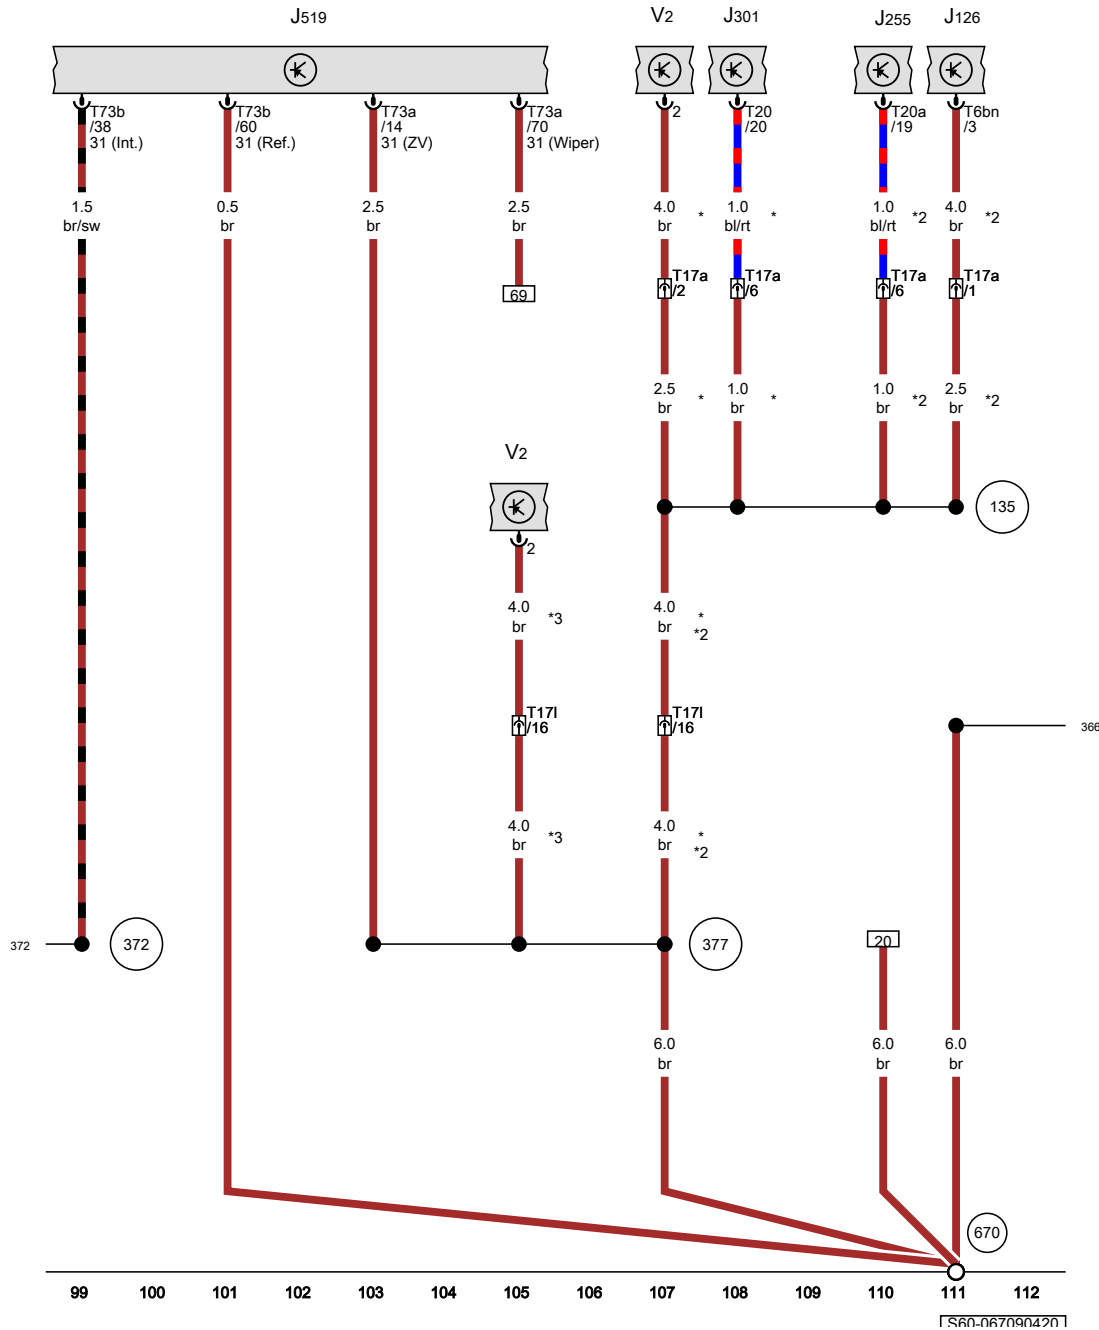 J519 V2 J301 J255 J126
T73b T73b T73a T73a 2 T20 T20a T6bn
/38 /60 /14 /70 /20 /19 /3
31 (Int.) 31 (Ref.) 31 (ZV) 31 (Wiper)
1.5 0.5 2.5 2.5 4.0 * 1.0 * 1.0 *2 4.0 *2
br/sw br br br br bl/rt bl/rt br
T17a T17a T17a T17a
/2 /6 /6 /1
69
2.5 * 1.0 * 1.0 *2 2.5 *2
br br br br
V2
135
2
4.0 *3 4.0 *
br br *2
T17l T17l 366
/16 /16
4.0 *3 4.0 *
br br *2
372 372 377 20
6.0 6.0 6.0
br br br
670
99 100 101 102 103 104 105 106 107 108 109 110 111 112
S60-067090420